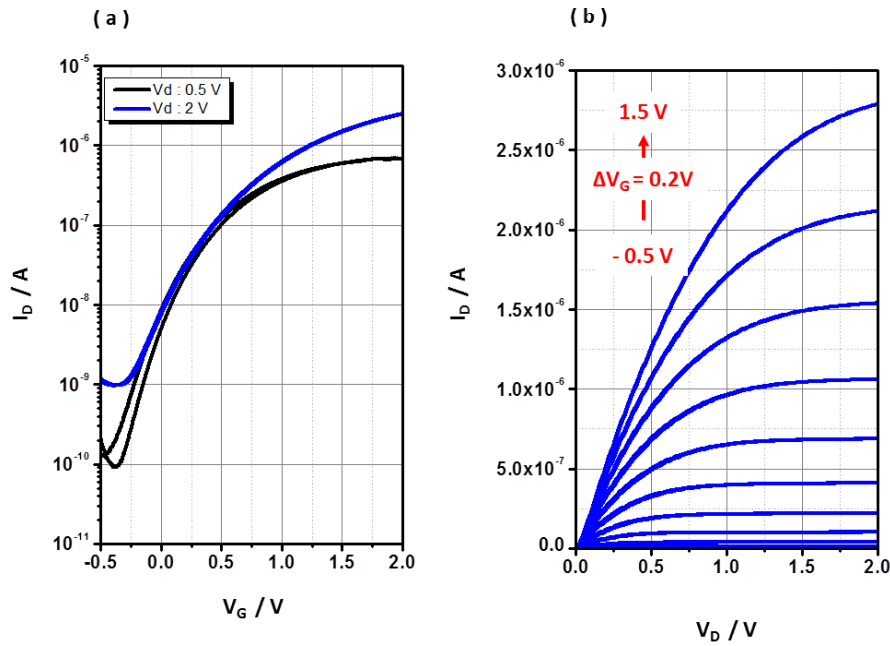 ( a )
( b )
Vd : 0.5 V
Vd : 2 V
10⁻⁵
10⁻⁶
10⁻⁷
10⁻⁸
10⁻⁹
10⁻¹⁰
10⁻¹¹
I_D / A
-0.5 0.0 0.5 1.0 1.5 2.0
V_G / V
3.0x10⁻⁶
2.5x10⁻⁶
2.0x10⁻⁶
1.5x10⁻⁶
1.0x10⁻⁶
5.0x10⁻⁷
0.0
I_D / A
1.5 V
ΔV_G = 0.2V
- 0.5 V
0.0 0.5 1.0 1.5 2.0
V_D / V